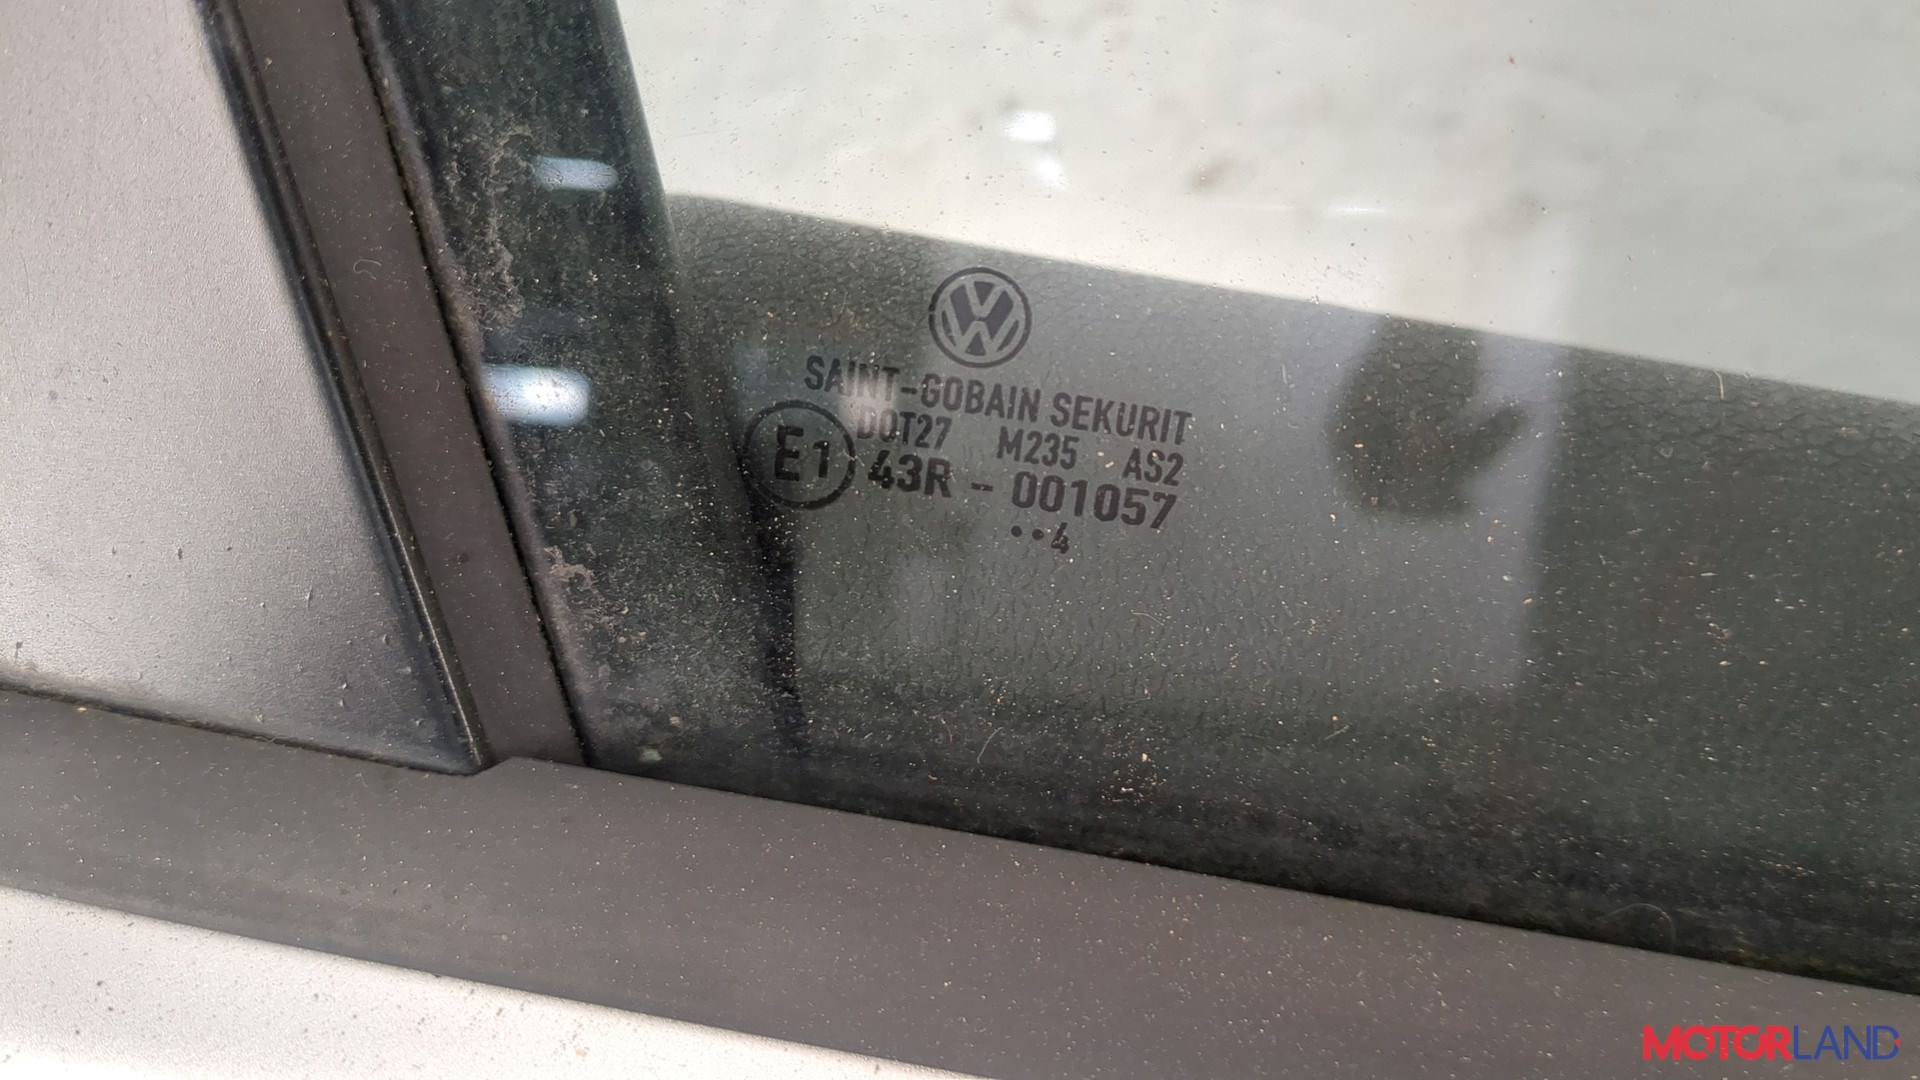 SAINT-GOBAIN SEKURIT
DOT27 M235 AS2
E1 43R - 001057
••4
MOTORLAND